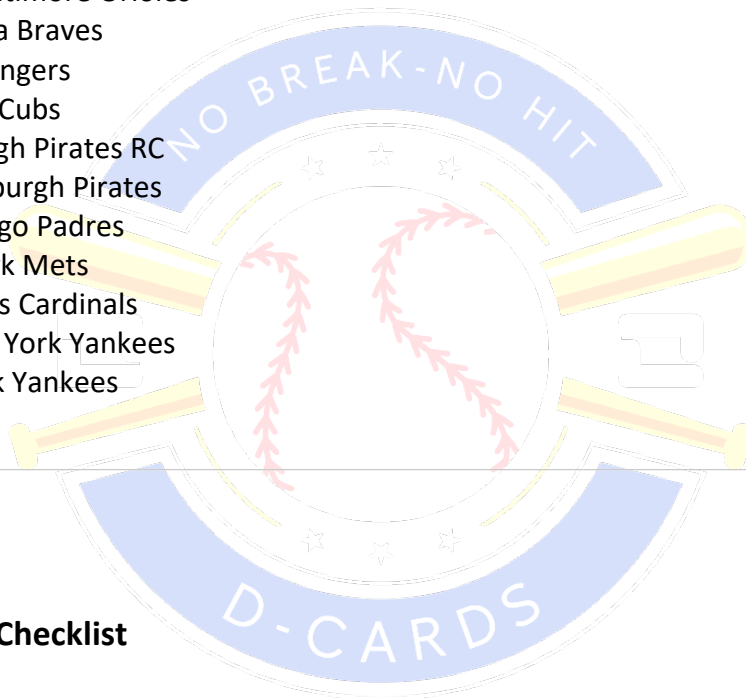 timore Orioles
a Braves
ngers
Cubs
gh Pirates RC
burgh Pirates
go Padres
k Mets
s Cardinals
York Yankees
k Yankees
NO BREAK-NO HIT
D-CARDS
Checklist